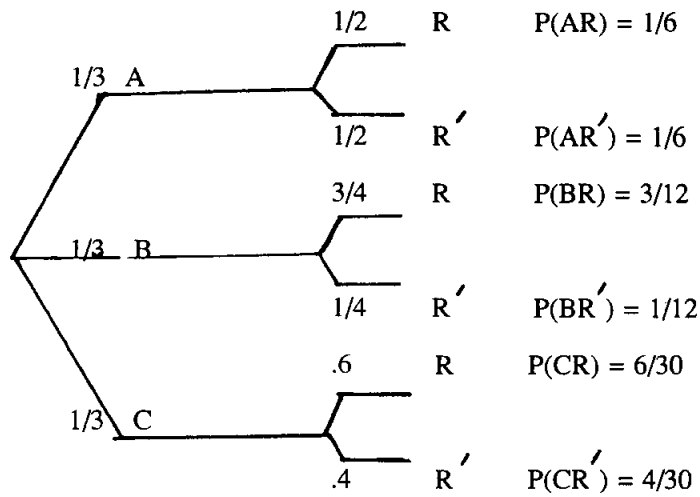 1/2 R P(AR) = 1/6
1/3 A
1/2 R′ P(AR′) = 1/6
3/4 R P(BR) = 3/12
1/3 B
1/4 R′ P(BR′) = 1/12
.6 R P(CR) = 6/30
1/3 C
.4 R′ P(CR′) = 4/30